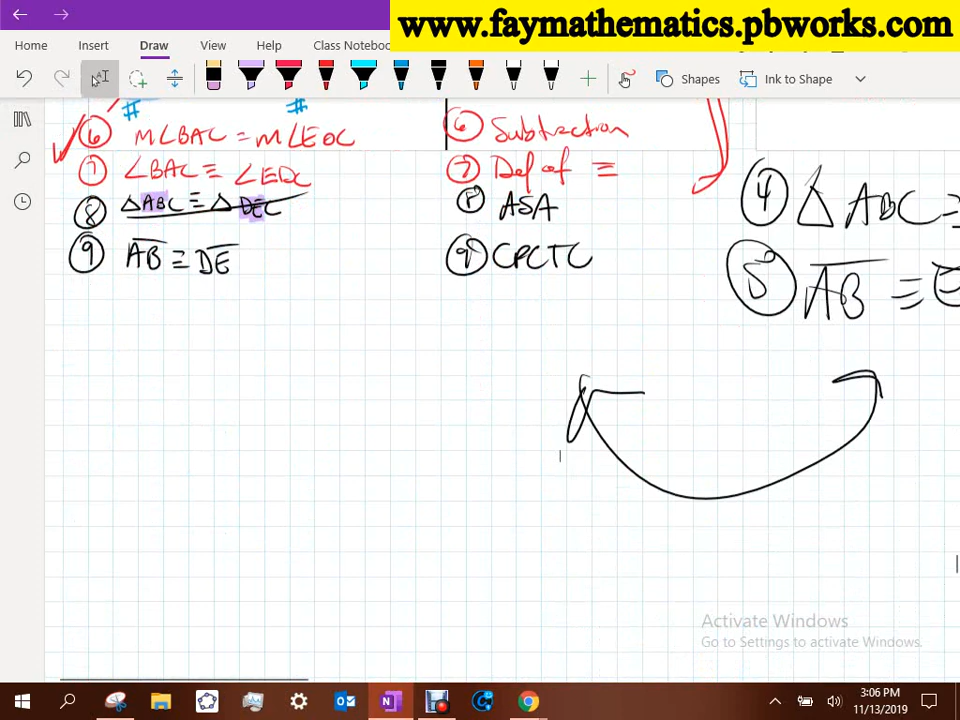 www.faymathematics.pbworks.com
Home Insert Draw View Help Class Notebook
Shapes Ink to Shape
# #
⑥ m∠BAC = m∠EDC ⑥ Subtraction
⑦ ∠BAC ≅ ∠EDC ⑦ Def of ≅
⑧ △ABC ≅ △DEC ⑧ ASA
⑨ AB ≅ DE ⑨ CPCTC
④ △ABC ≅
⑤ AB ≅
Activate Windows
Go to Settings to activate Windows.
3:06 PM
11/13/2019